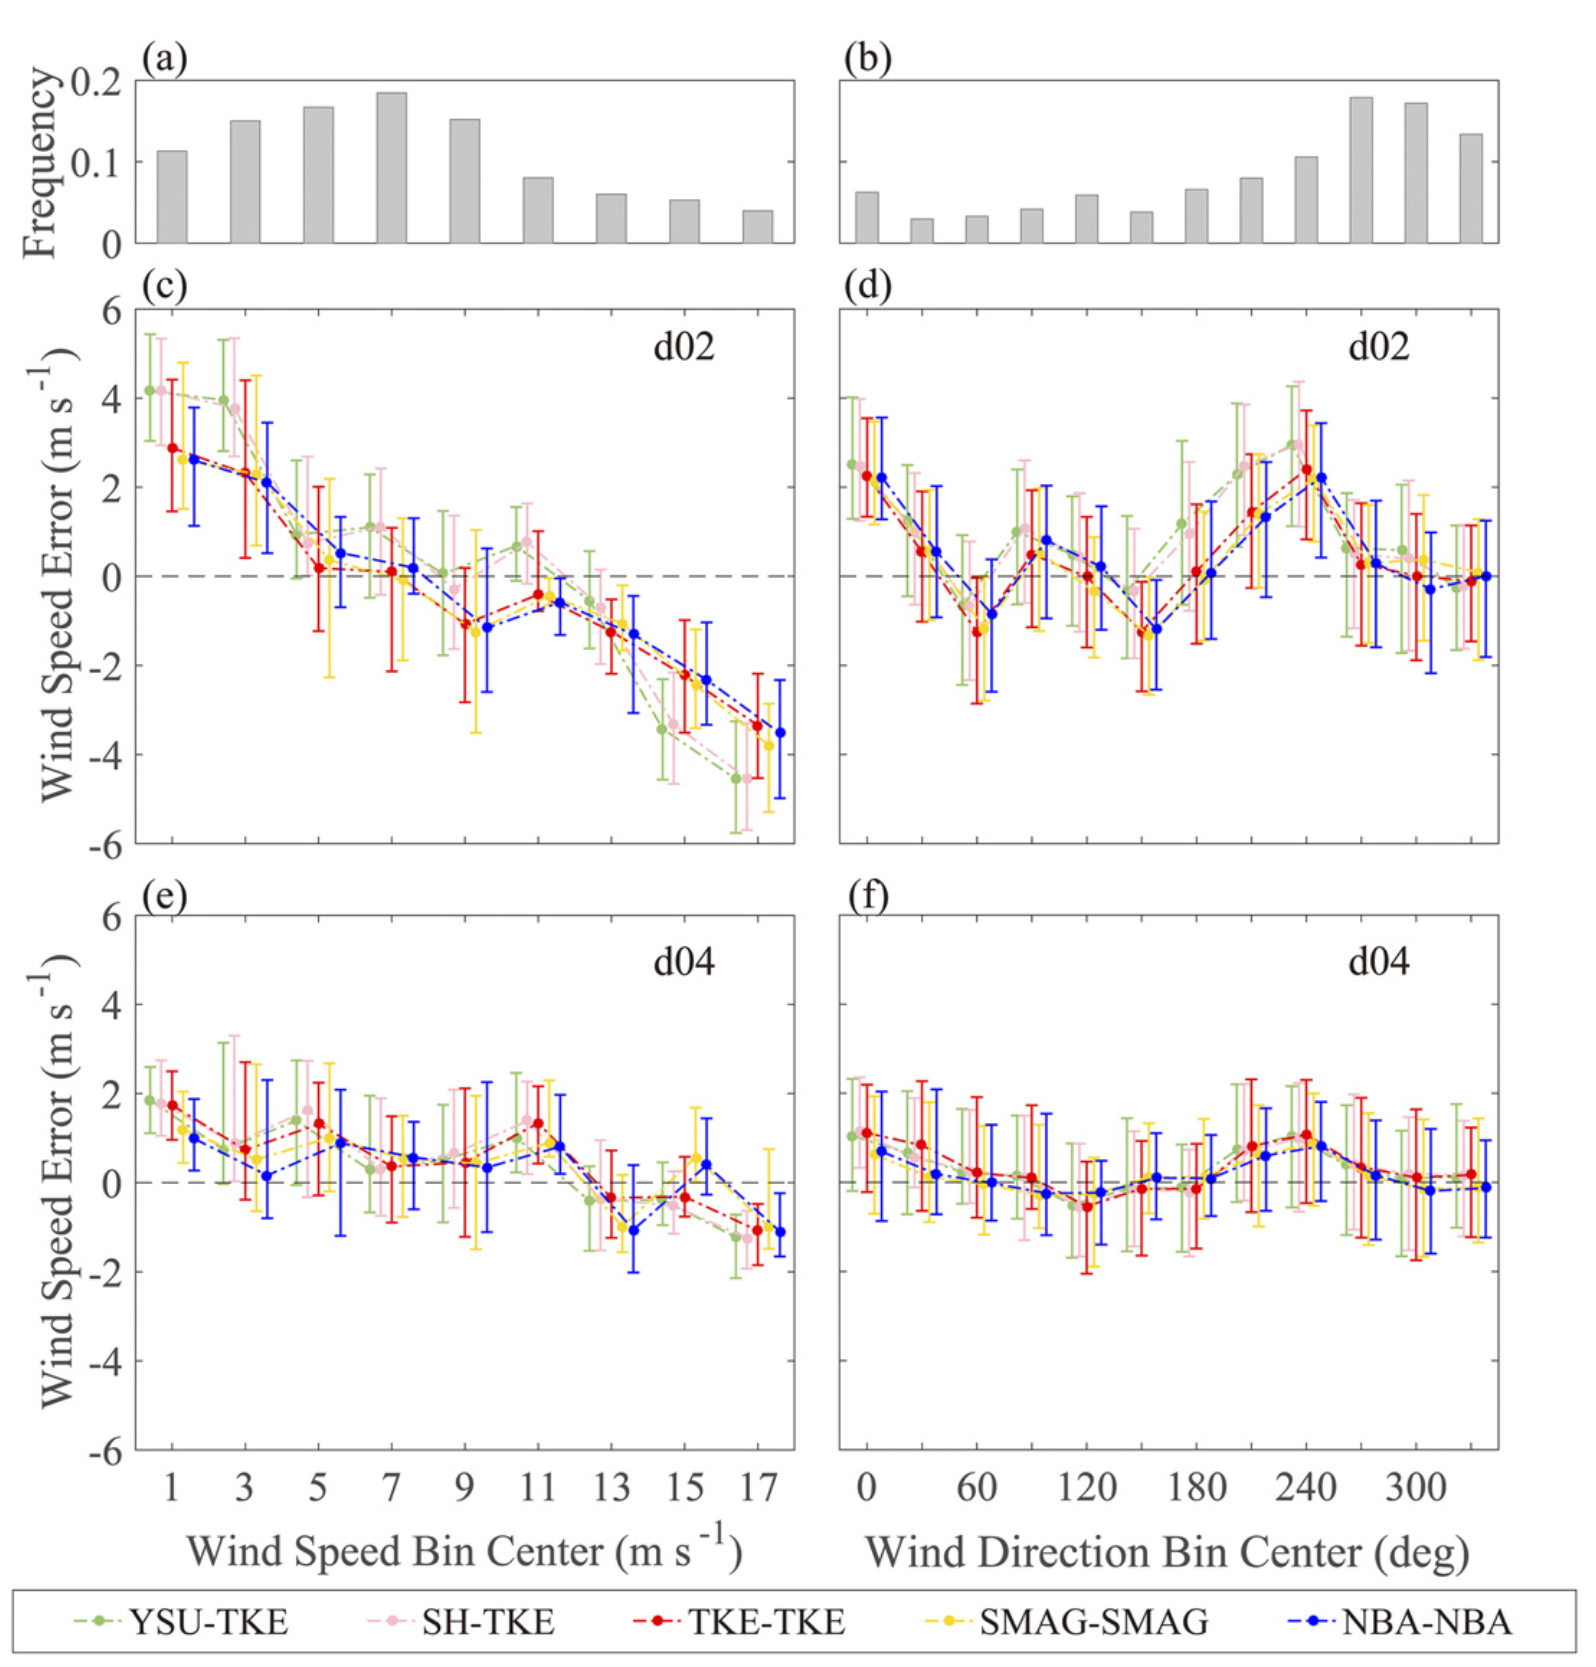 (a) (b)
Frequency
0.2
0.1
0
(c) (d)
Wind Speed Error (m s⁻¹)
6
4
2
0
-2
-4
-6
d02 d02
(e) (f)
Wind Speed Error (m s⁻¹)
6
4
2
0
-2
-4
-6
d04 d04
1 3 5 7 9 11 13 15 17 0 60 120 180 240 300
Wind Speed Bin Center (m s⁻¹) Wind Direction Bin Center (deg)
YSU-TKE SH-TKE TKE-TKE SMAG-SMAG NBA-NBA